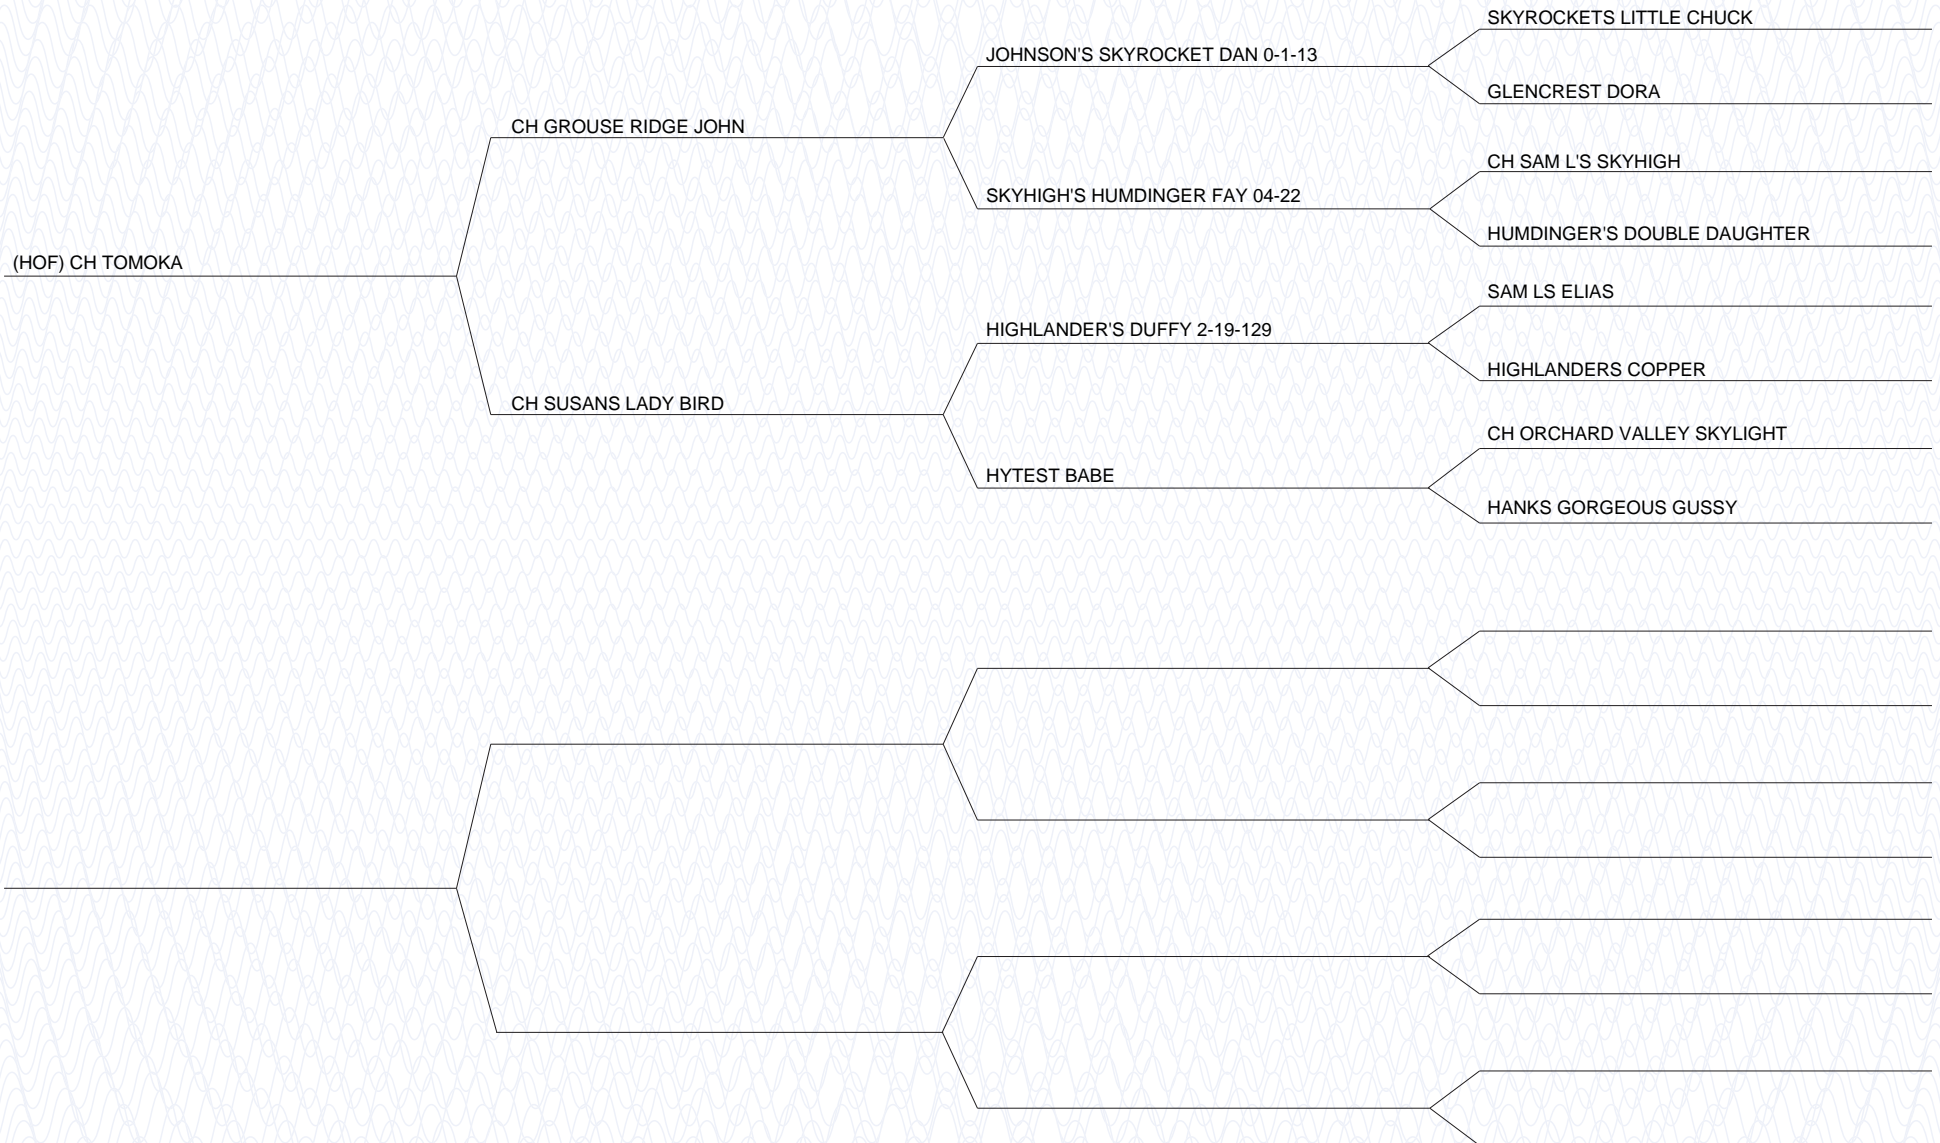 SKYROCKETS LITTLE CHUCK
JOHNSON'S SKYROCKET DAN 0-1-13
GLENCREST DORA
CH GROUSE RIDGE JOHN
CH SAM L'S SKYHIGH
SKYHIGH'S HUMDINGER FAY 04-22
HUMDINGER'S DOUBLE DAUGHTER
(HOF) CH TOMOKA
SAM LS ELIAS
HIGHLANDER'S DUFFY 2-19-129
HIGHLANDERS COPPER
CH SUSANS LADY BIRD
CH ORCHARD VALLEY SKYLIGHT
HYTEST BABE
HANKS GORGEOUS GUSSY